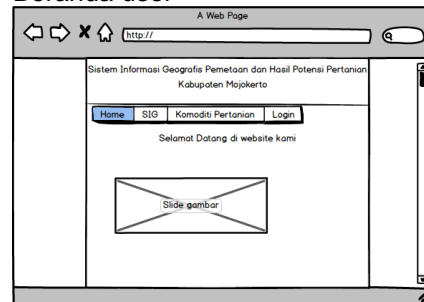 Beranda user
A Web Page
http://
Sistem Informasi Geografis Pemetaan dan Hasil Potensi Pertanian
Kabupaten Mojokerto
Home SIG Komoditi Pertanian Login
Selamat Datang di website kami
Slide gambar